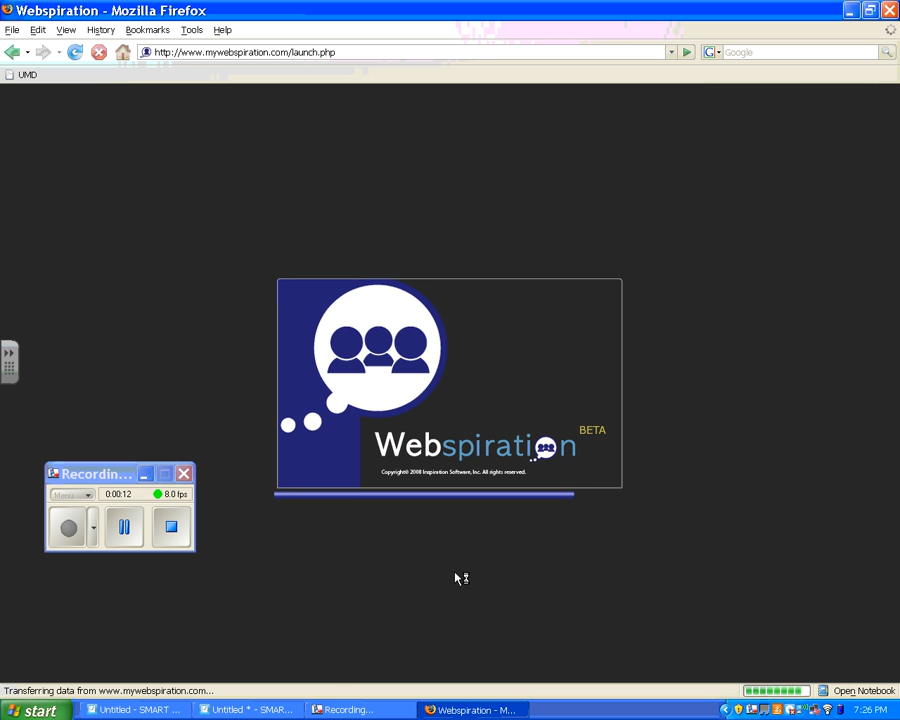 Webspiration - Mozilla Firefox
File Edit View History Bookmarks Tools Help
http://www.mywebspiration.com/launch.php
G Google
UMD
BETA
Webspiration
Copyright© 2008 Inspiration Software, Inc. All rights reserved.
Recordin...
Menu 0:00:12 8.0 fps
Transferring data from www.mywebspiration.com...
Open Notebook
start Untitled - SMART ... Untitled * - SMAR... Recording... Webspiration - M... 7:26 PM